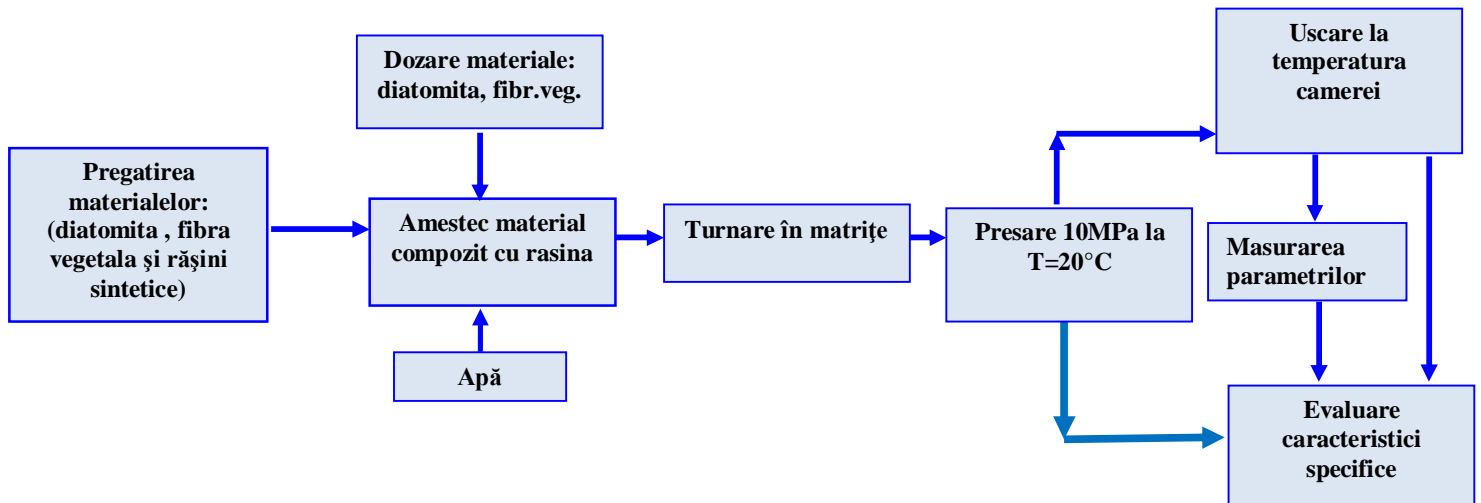 Pregatirea
materialelor:
(diatomita , fibra
vegetala şi răşini
sintetice)
Dozare materiale:
diatomita, fibr.veg.
Amestec material
compozit cu rasina
Apă
Turnare în matriţe
Presare 10MPa la
T=20°C
Uscare la
temperatura
camerei
Masurarea
parametrilor
Evaluare
caracteristici
specifice